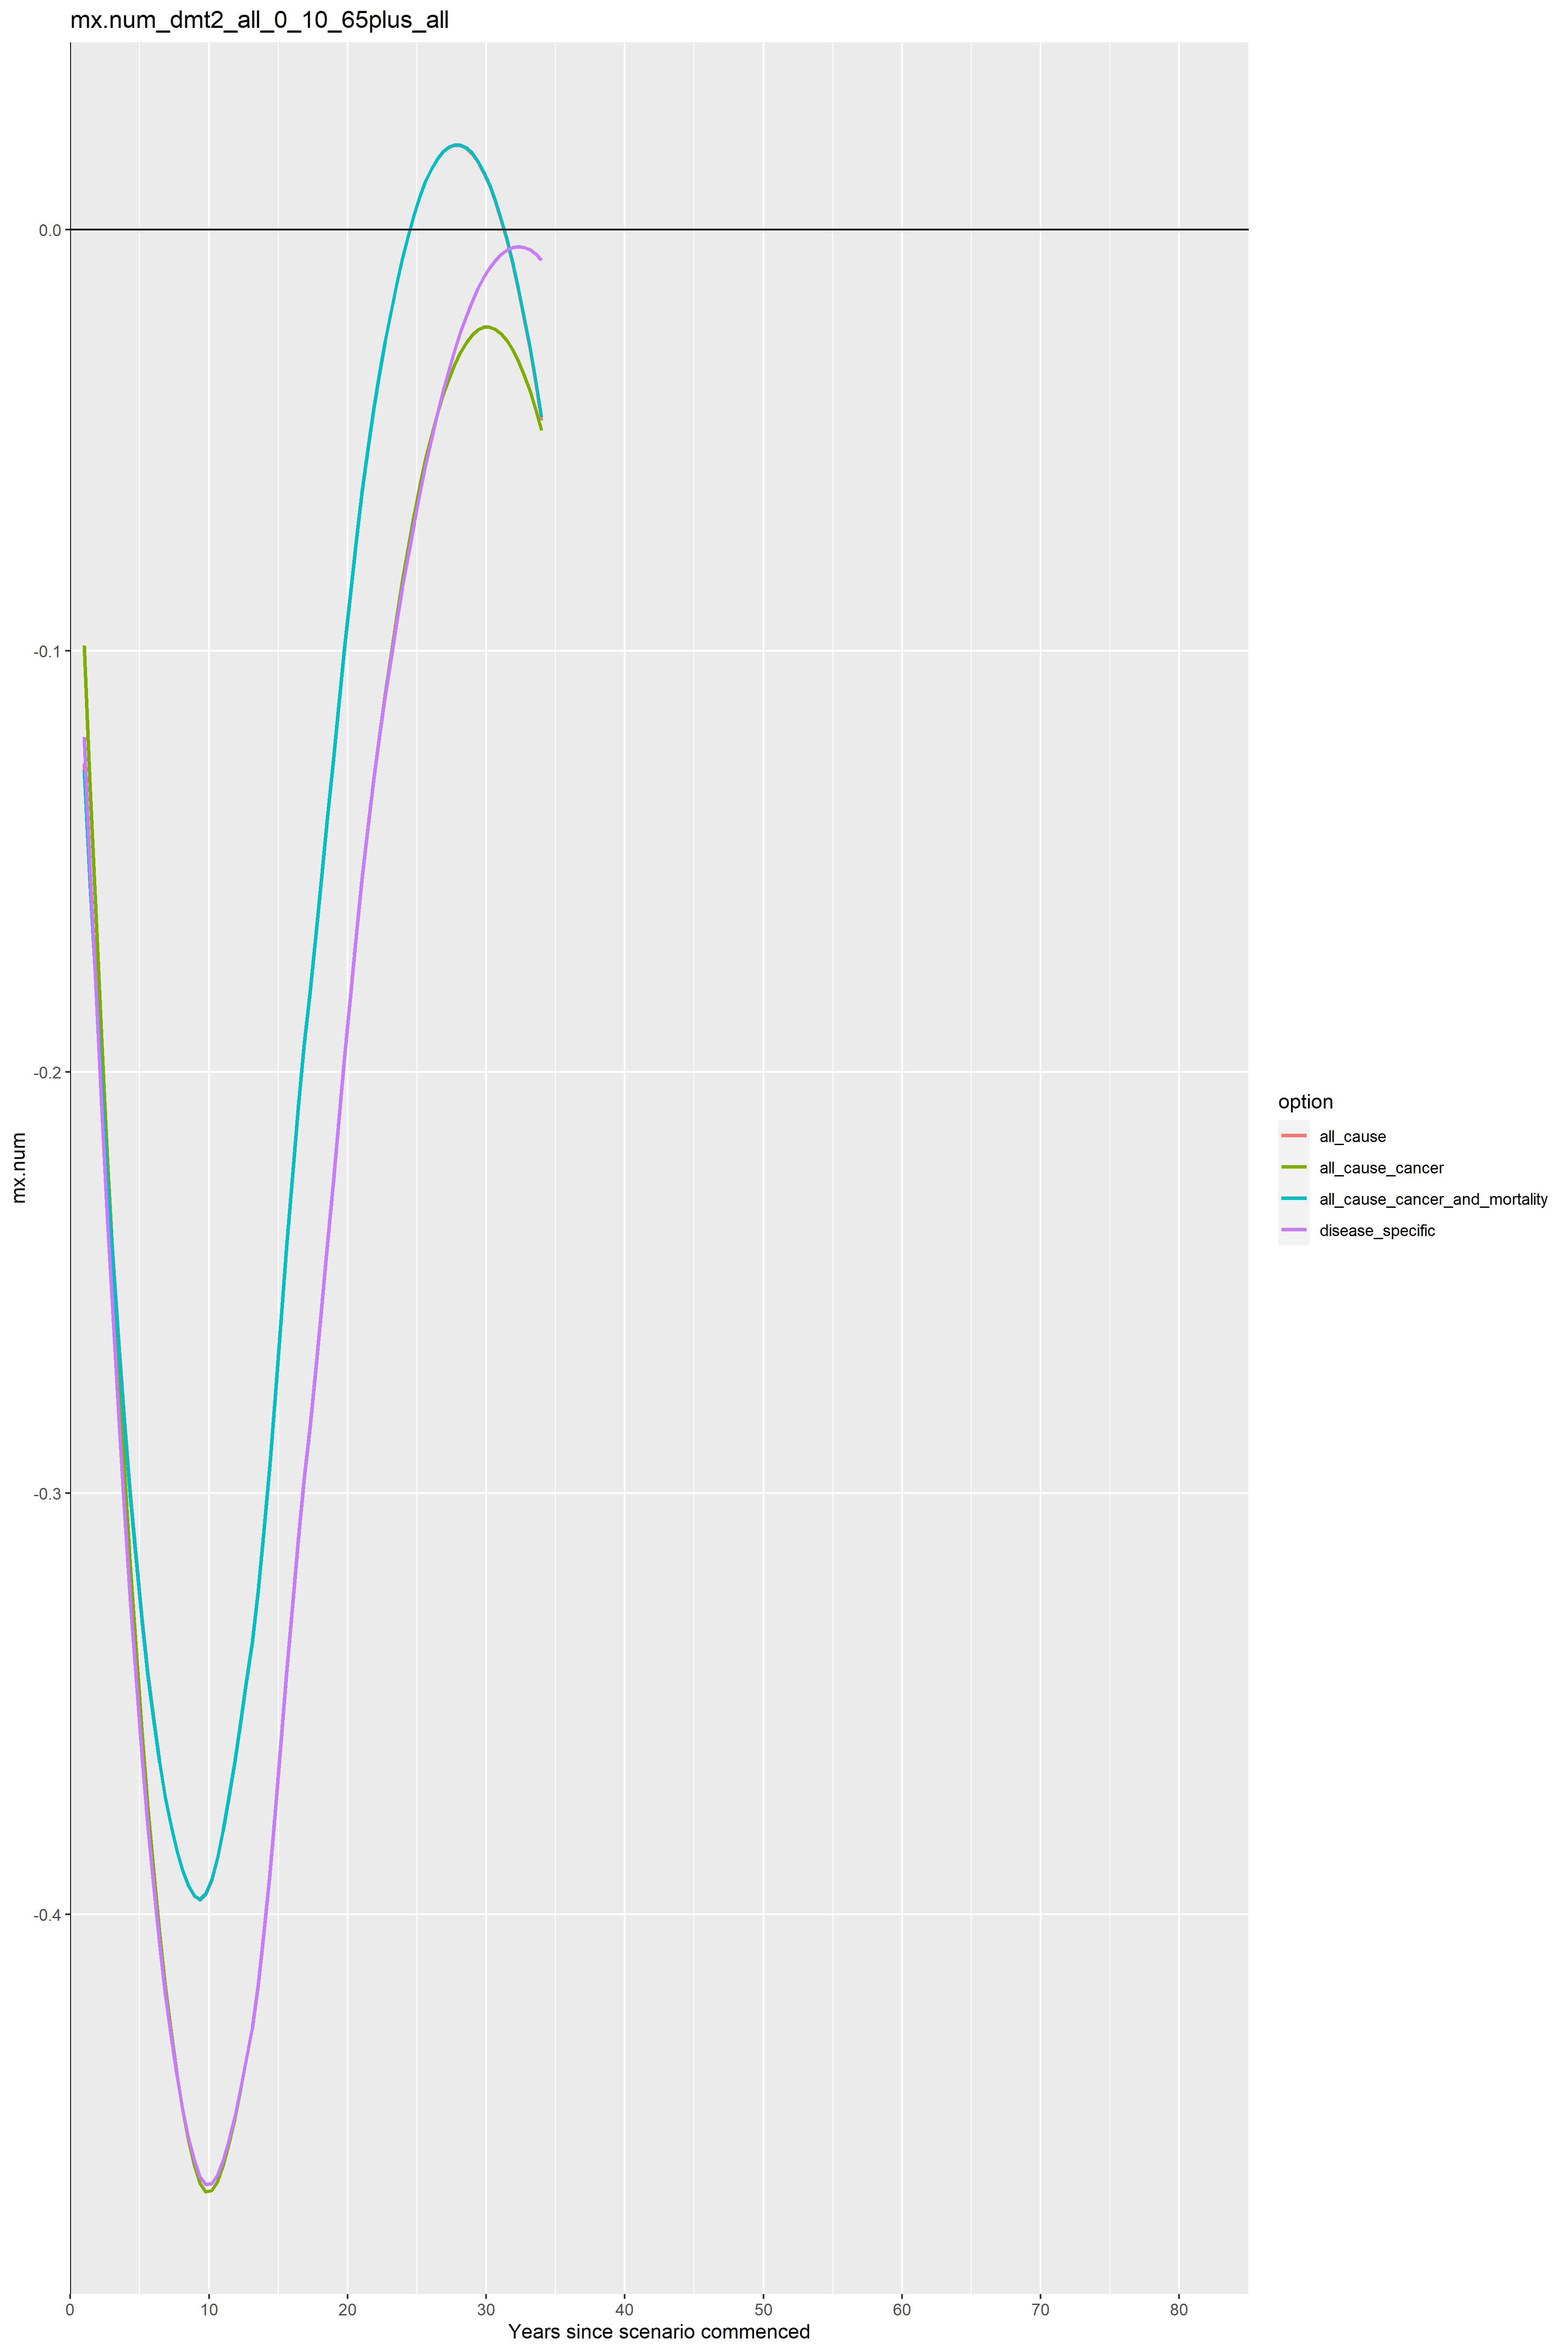 mx.num_dmt2_all_0_10_65plus_all
0.0
-0.1
-0.2
-0.3
-0.4
mx.num
0 10 20 30 40 50 60 70 80
Years since scenario commenced
option
all_cause
all_cause_cancer
all_cause_cancer_and_mortality
disease_specific